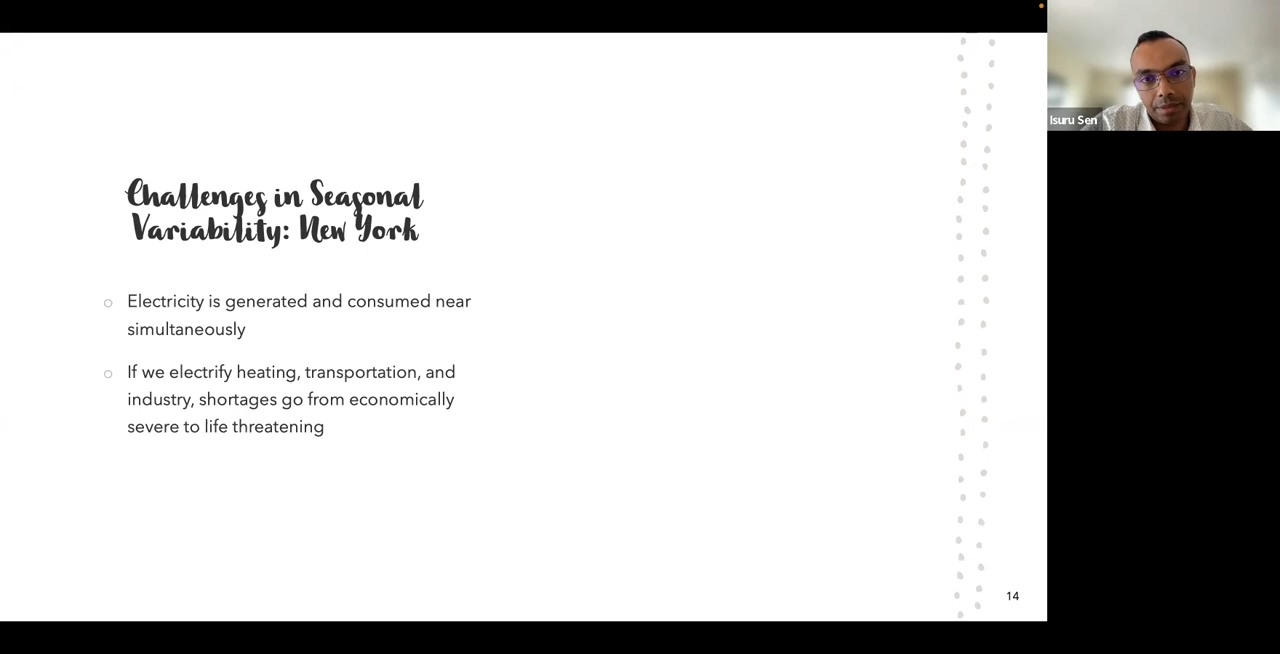 Isuru Sen
Challenges in Seasonal
Variability: New York
Electricity is generated and consumed near
simultaneously
If we electrify heating, transportation, and
industry, shortages go from economically
severe to life threatening
14